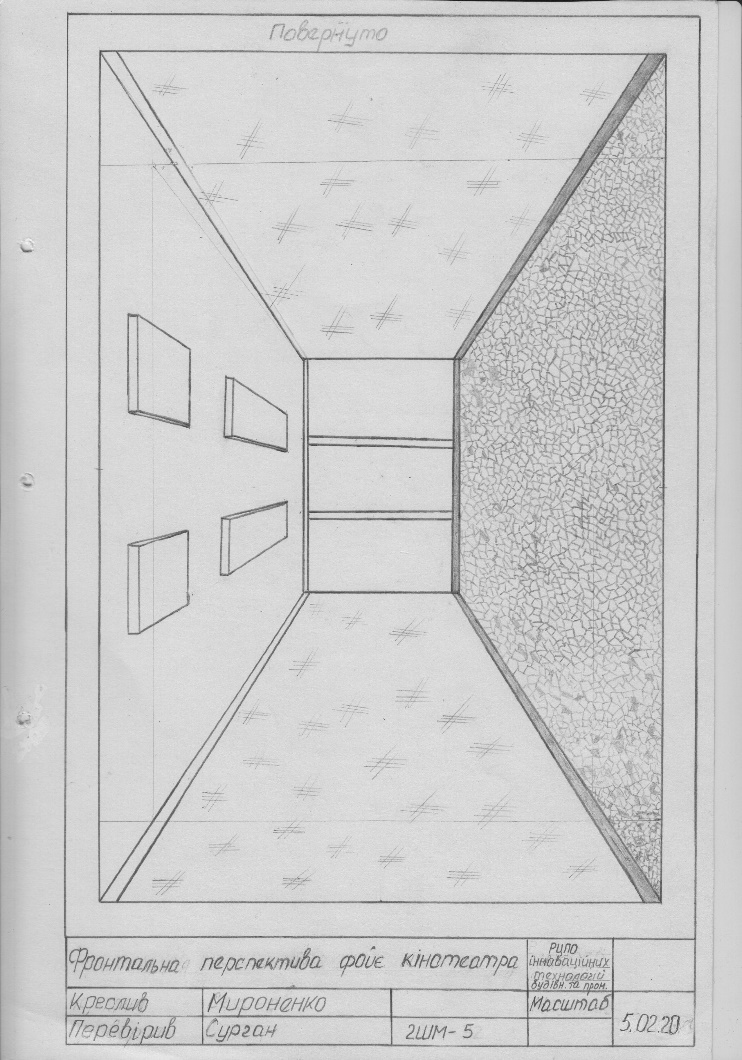 Повернуто
Фронтальна перспектива фойє кінотеатра
РЦПО
інноваційних
технологій
будівн. та пром.
Креслив Мироненко Масштаб
Перевірив Сурган 2ШМ-5 5.02.20